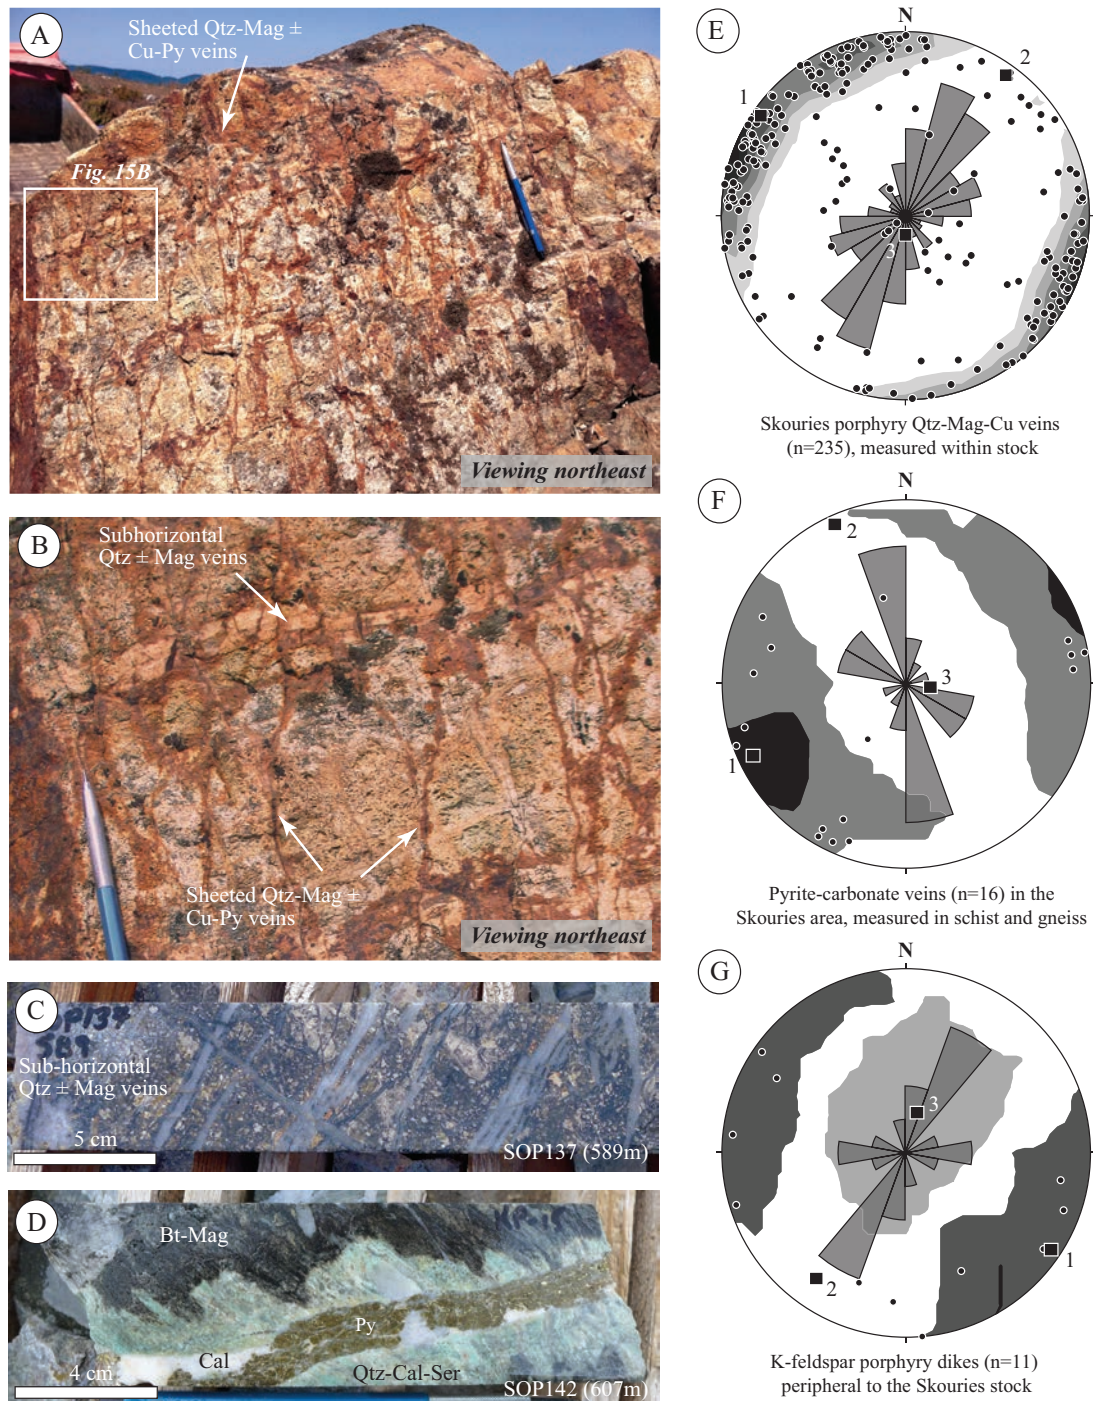 A
Sheeted Qtz-Mag ±
Cu-Py veins
Fig. 15B
Viewing northeast
B
Subhorizontal
Qtz ± Mag veins
Sheeted Qtz-Mag ±
Cu-Py veins
Viewing northeast
C
Sub-horizontal
Qtz ± Mag veins
5 cm
SOP137 (589m)
D
Bt-Mag
Py
Cal
Qtz-Cal-Ser
4 cm
SOP142 (607m)
E
N
1
2
3
Skouries porphyry Qtz-Mag-Cu veins
(n=235), measured within stock
F
N
2
3
1
Pyrite-carbonate veins (n=16) in the
Skouries area, measured in schist and gneiss
G
N
3
2
1
K-feldspar porphyry dikes (n=11)
peripheral to the Skouries stock